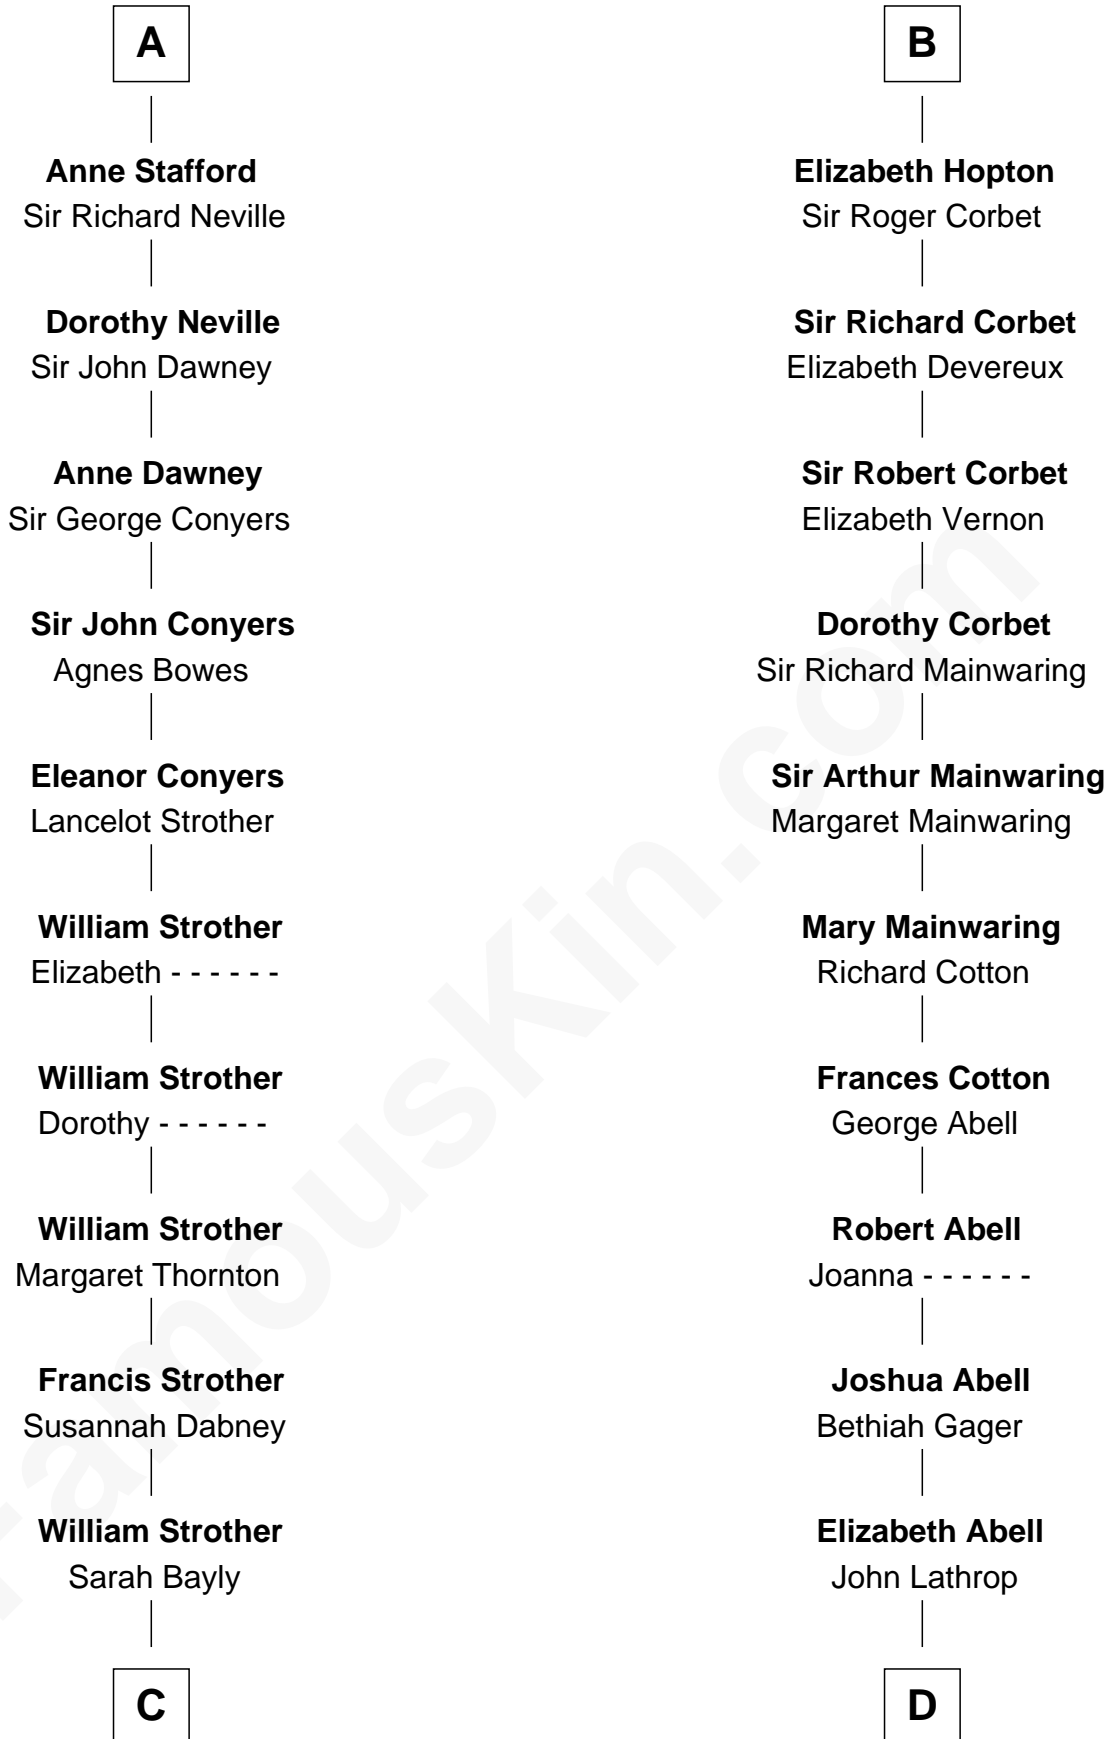 A
Anne Stafford
Sir Richard Neville
Dorothy Neville
Sir John Dawney
Anne Dawney
Sir George Conyers
Sir John Conyers
Agnes Bowes
Eleanor Conyers
Lancelot Strother
William Strother
Elizabeth - - - - - -
William Strother
Dorothy - - - - - -
William Strother
Margaret Thornton
Francis Strother
Susannah Dabney
William Strother
Sarah Bayly
C
B
Elizabeth Hopton
Sir Roger Corbet
Sir Richard Corbet
Elizabeth Devereux
Sir Robert Corbet
Elizabeth Vernon
Dorothy Corbet
Sir Richard Mainwaring
Sir Arthur Mainwaring
Margaret Mainwaring
Mary Mainwaring
Richard Cotton
Frances Cotton
George Abell
Robert Abell
Joanna - - - - - -
Joshua Abell
Bethiah Gager
Elizabeth Abell
John Lathrop
D
FamousKin.com